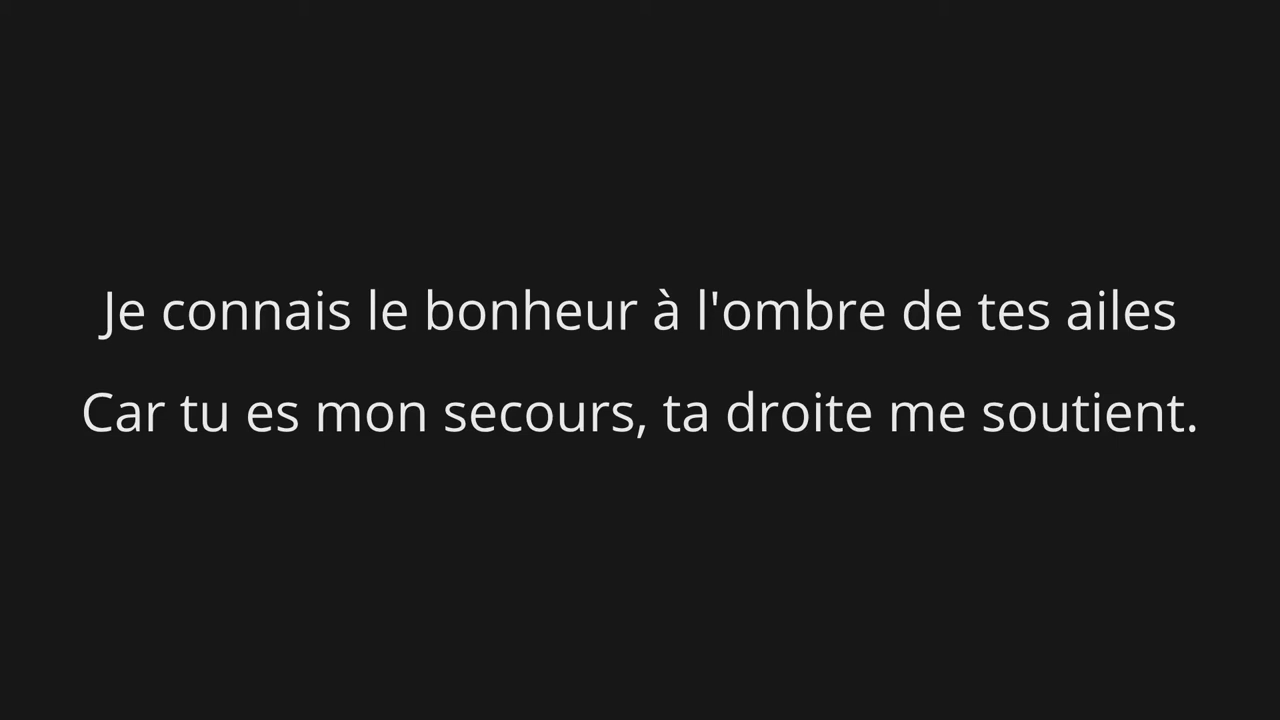 Je connais le bonheur à l'ombre de tes ailes
Car tu es mon secours, ta droite me soutient.